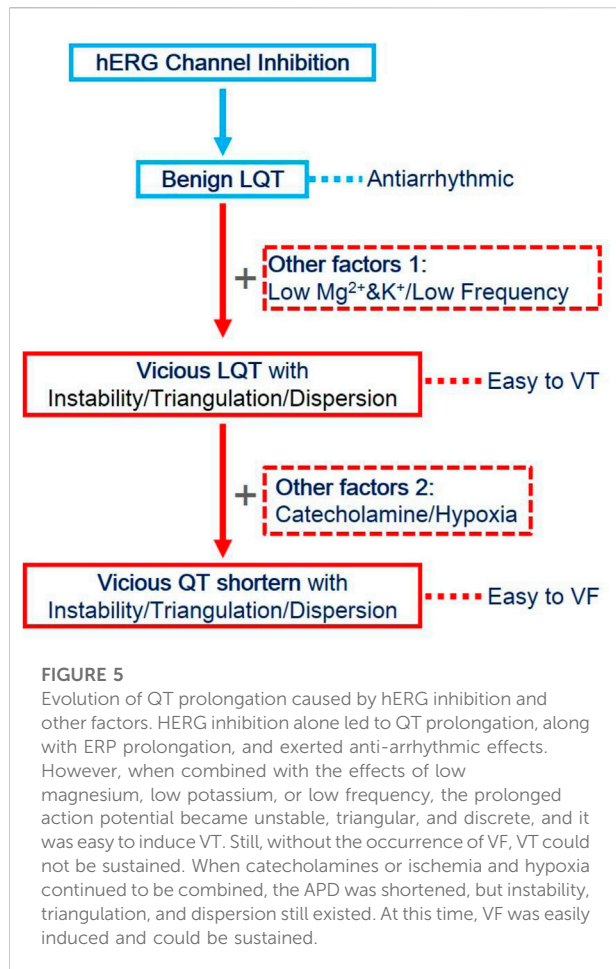 hERG Channel Inhibition
Benign LQT
Antiarrhythmic
+
Other factors 1:
Low Mg²⁺&K⁺/Low Frequency
Vicious LQT with
Instability/Triangulation/Dispersion
Easy to VT
+
Other factors 2:
Catecholamine/Hypoxia
Vicious QT shorten with
Instability/Triangulation/Dispersion
Easy to VF
FIGURE 5
Evolution of QT prolongation caused by hERG inhibition and
other factors. HERG inhibition alone led to QT prolongation, along
with ERP prolongation, and exerted anti-arrhythmic effects.
However, when combined with the effects of low
magnesium, low potassium, or low frequency, the prolonged
action potential became unstable, triangular, and discrete, and it
was easy to induce VT. Still, without the occurrence of VF, VT could
not be sustained. When catecholamines or ischemia and hypoxia
continued to be combined, the APD was shortened, but instability,
triangulation, and dispersion still existed. At this time, VF was easily
induced and could be sustained.